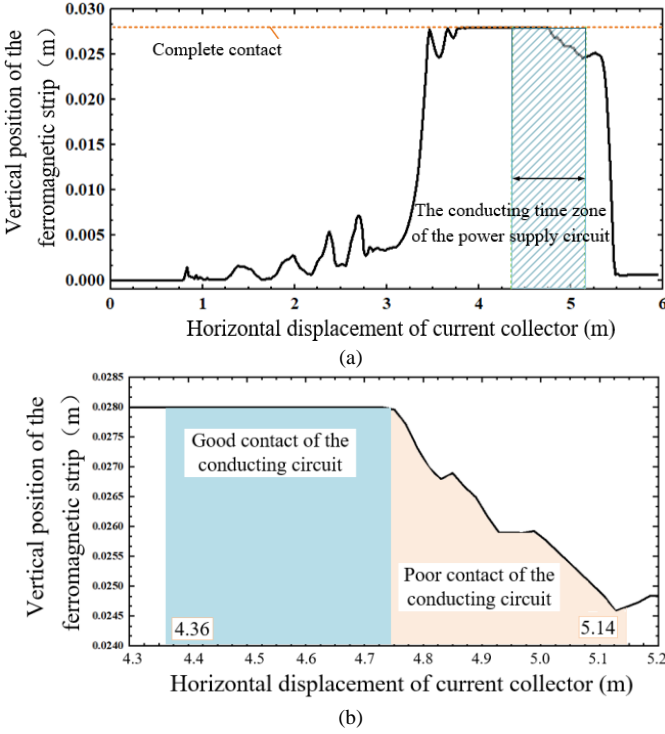 0.030
0.025
0.020
0.015
0.010
0.005
0.000
Vertical position of the
ferromagnetic strip（m）
Complete contact
The conducting time zone
of the power supply circuit
0 1 2 3 4 5 6
Horizontal displacement of current collector (m)
(a)
0.0285
0.0280
0.0275
0.0270
0.0265
0.0260
0.0255
0.0250
0.0245
0.0240
Vertical position of the
ferromagnetic strip（m）
Good contact of the
conducting circuit
Poor contact of the
conducting circuit
4.36
5.14
4.3 4.4 4.5 4.6 4.7 4.8 4.9 5.0 5.1 5.2
Horizontal displacement of current collector (m)
(b)